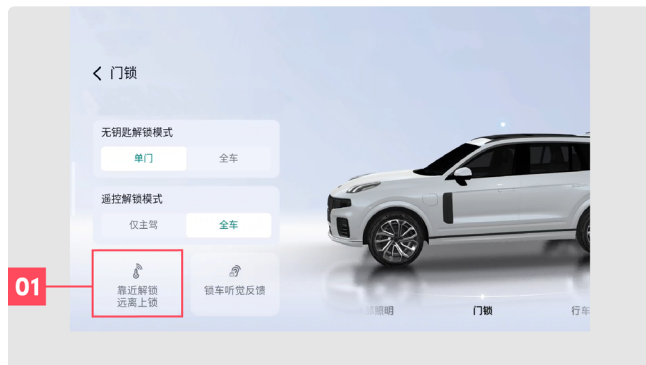 门锁
无钥匙解锁模式
单门 全车
遥控解锁模式
仅主驾 全车
01
靠近解锁
远离上锁
锁车听觉反馈
照明 门锁 行车